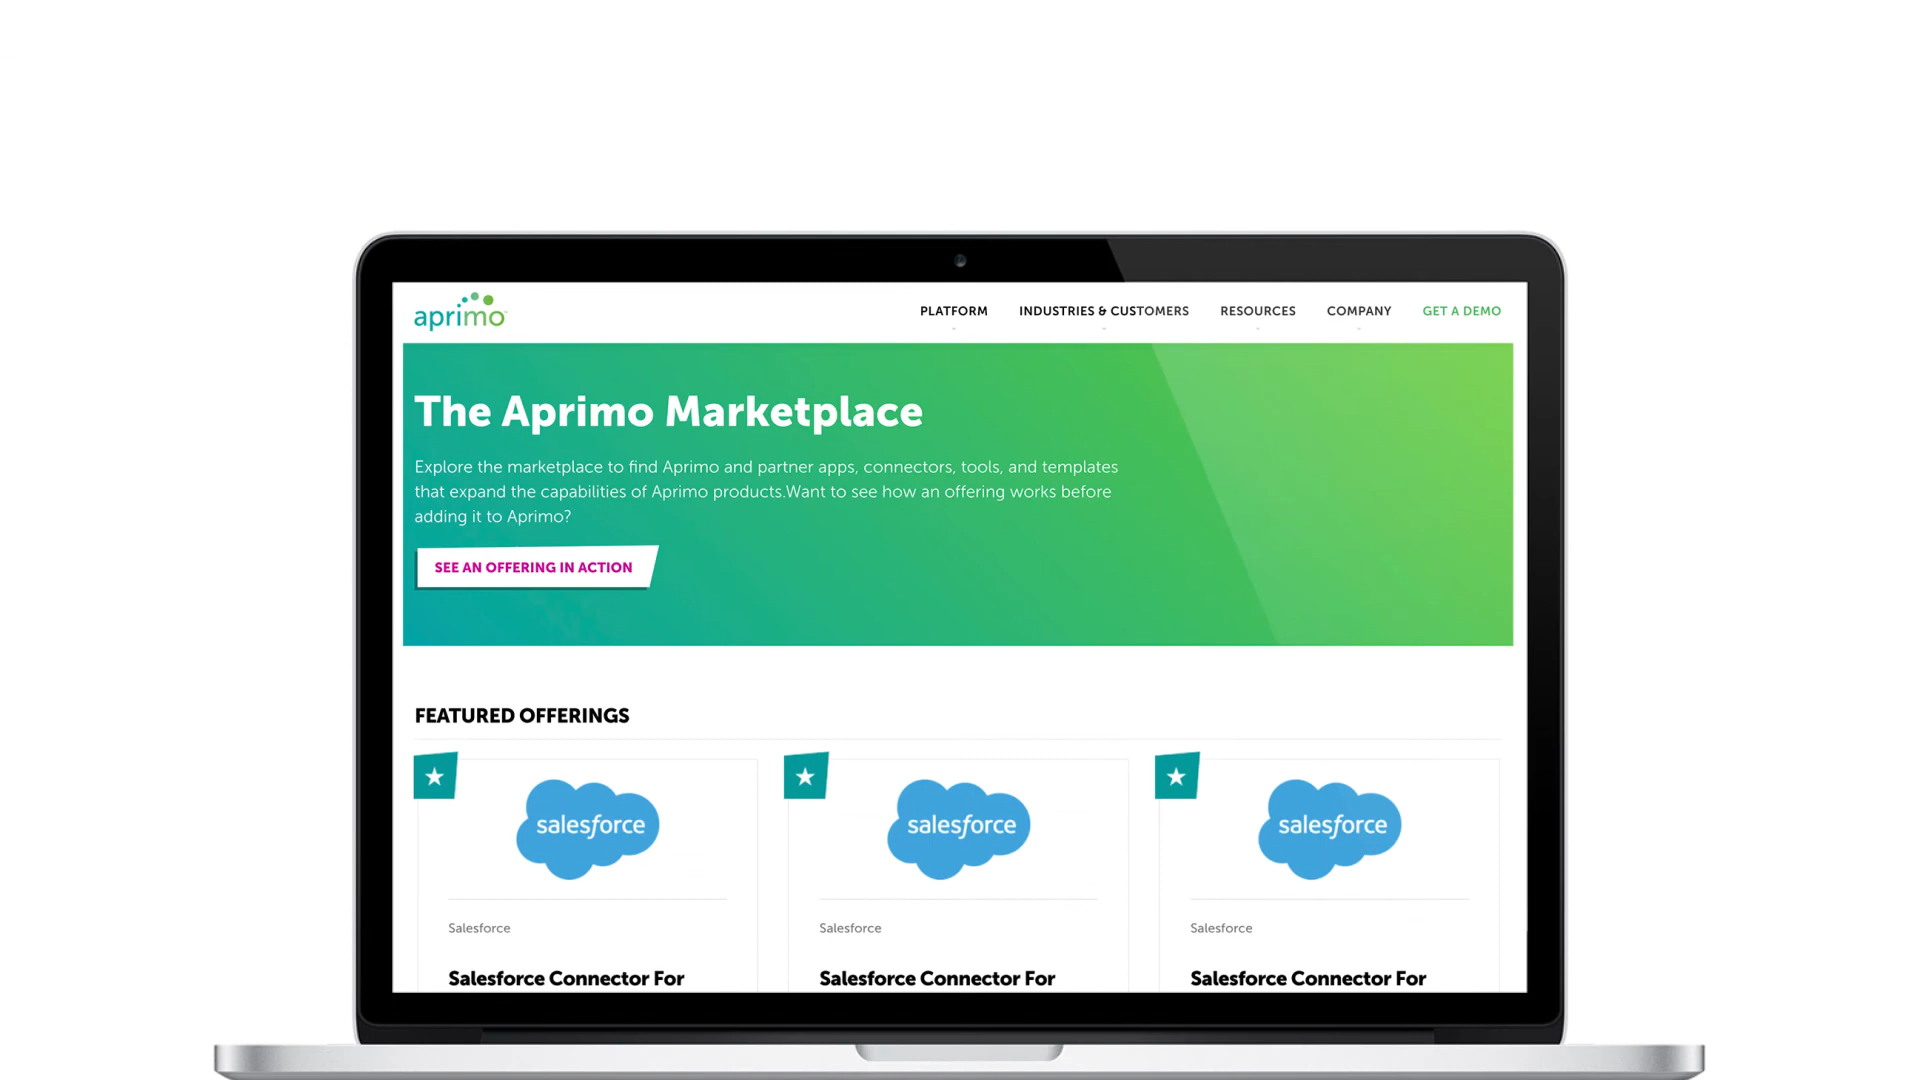 aprimo
PLATFORM
INDUSTRIES & CUSTOMERS
RESOURCES
COMPANY
GET A DEMO
The Aprimo Marketplace
Explore the marketplace to find Aprimo and partner apps, connectors, tools, and templates
that expand the capabilities of Aprimo products.Want to see how an offering works before
adding it to Aprimo?
SEE AN OFFERING IN ACTION
FEATURED OFFERINGS
salesforce
salesforce
salesforce
Salesforce
Salesforce
Salesforce
Salesforce Connector For
Salesforce Connector For
Salesforce Connector For